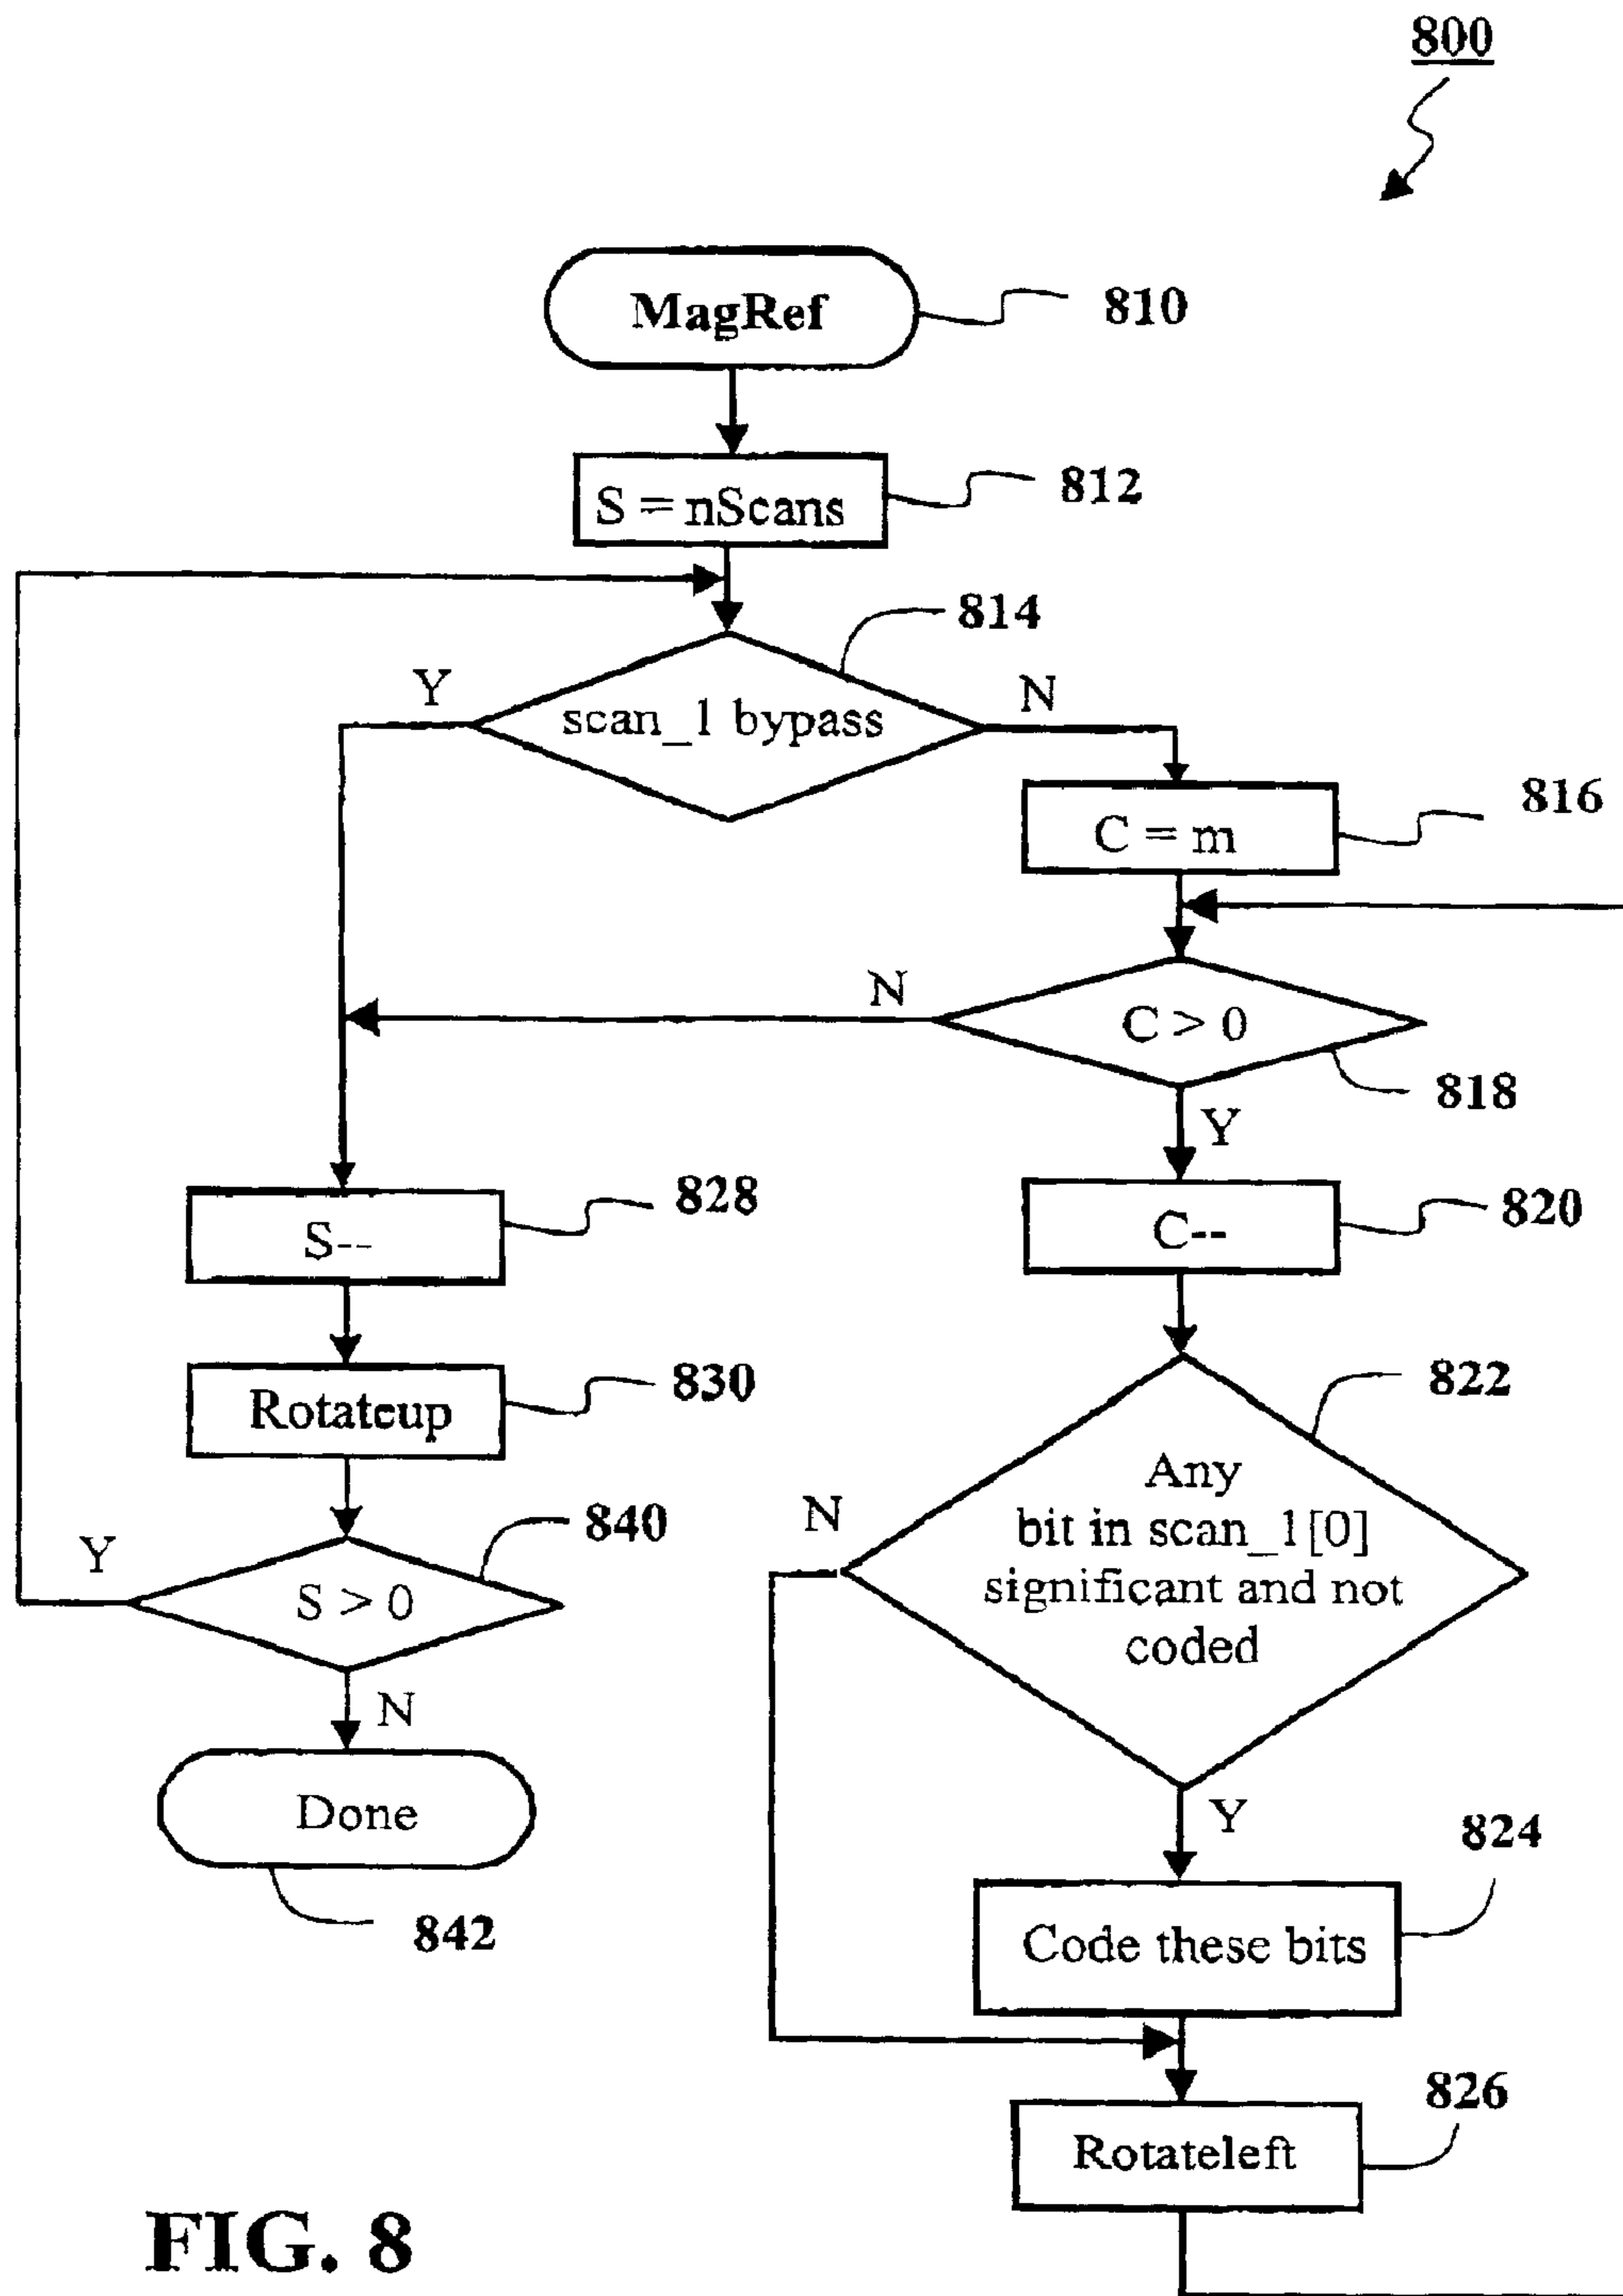 800
MagRef
810
S = nScans
812
814
Y
scan_1 bypass
N
C = m
816
N
C > 0
818
Y
S--
828
C--
820
Rotateup
830
822
Any
bit in scan_1[0]
significant and not
coded
N
Y
S > 0
840
N
Done
842
Y
824
Code these bits
826
Rotateleft
FIG. 8